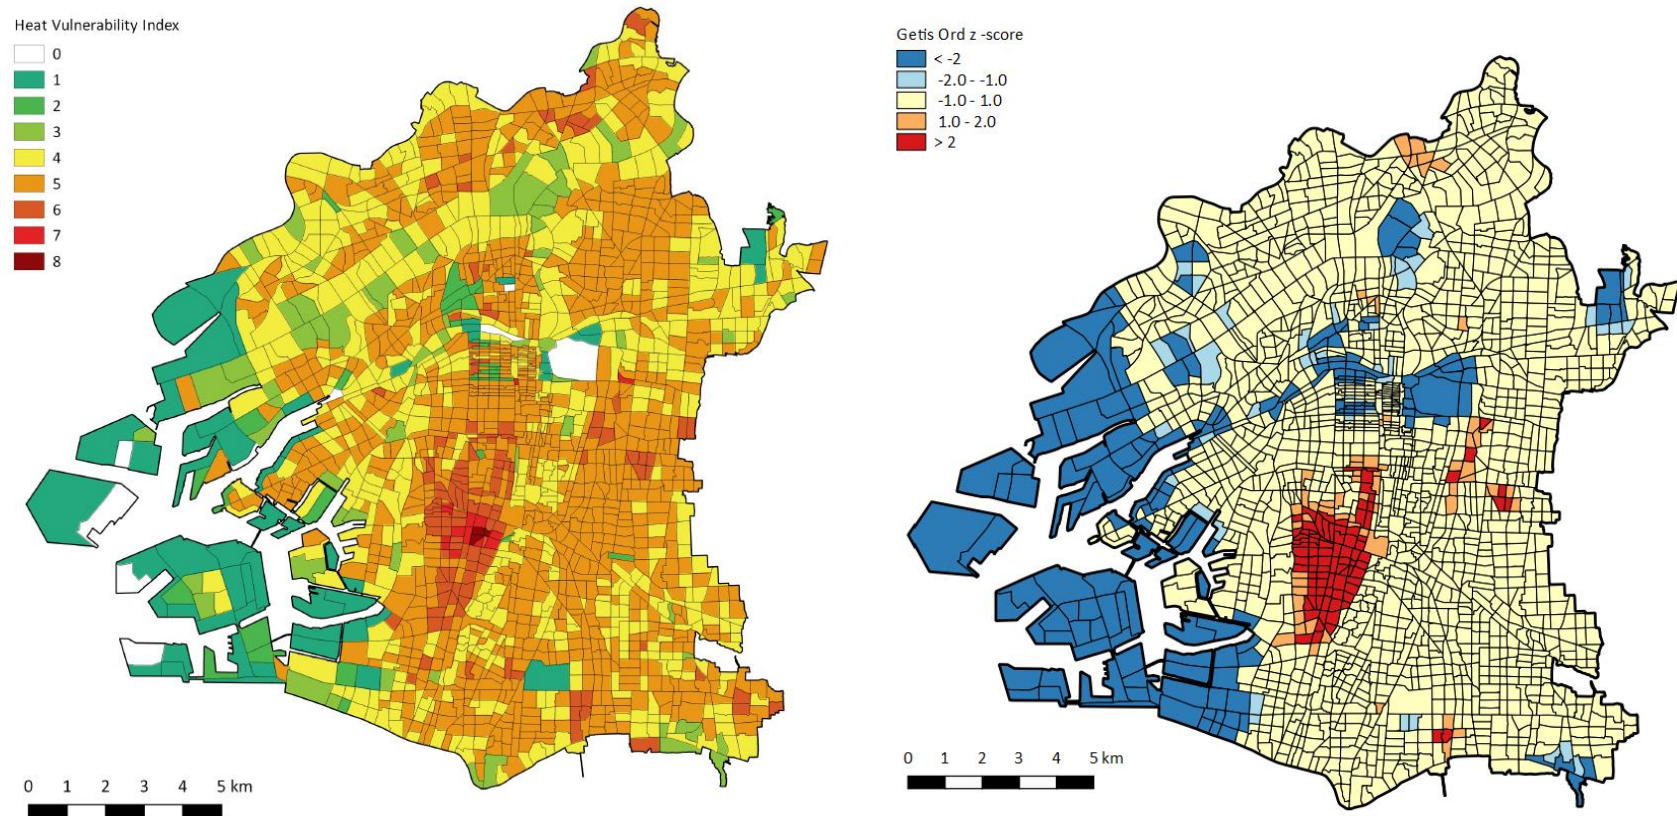 Heat Vulnerability Index
0
1
2
3
4
5
6
7
8
0 1 2 3 4 5 km
Getis Ord z -score
< -2
-2.0 - -1.0
-1.0 - 1.0
1.0 - 2.0
> 2
0 1 2 3 4 5 km